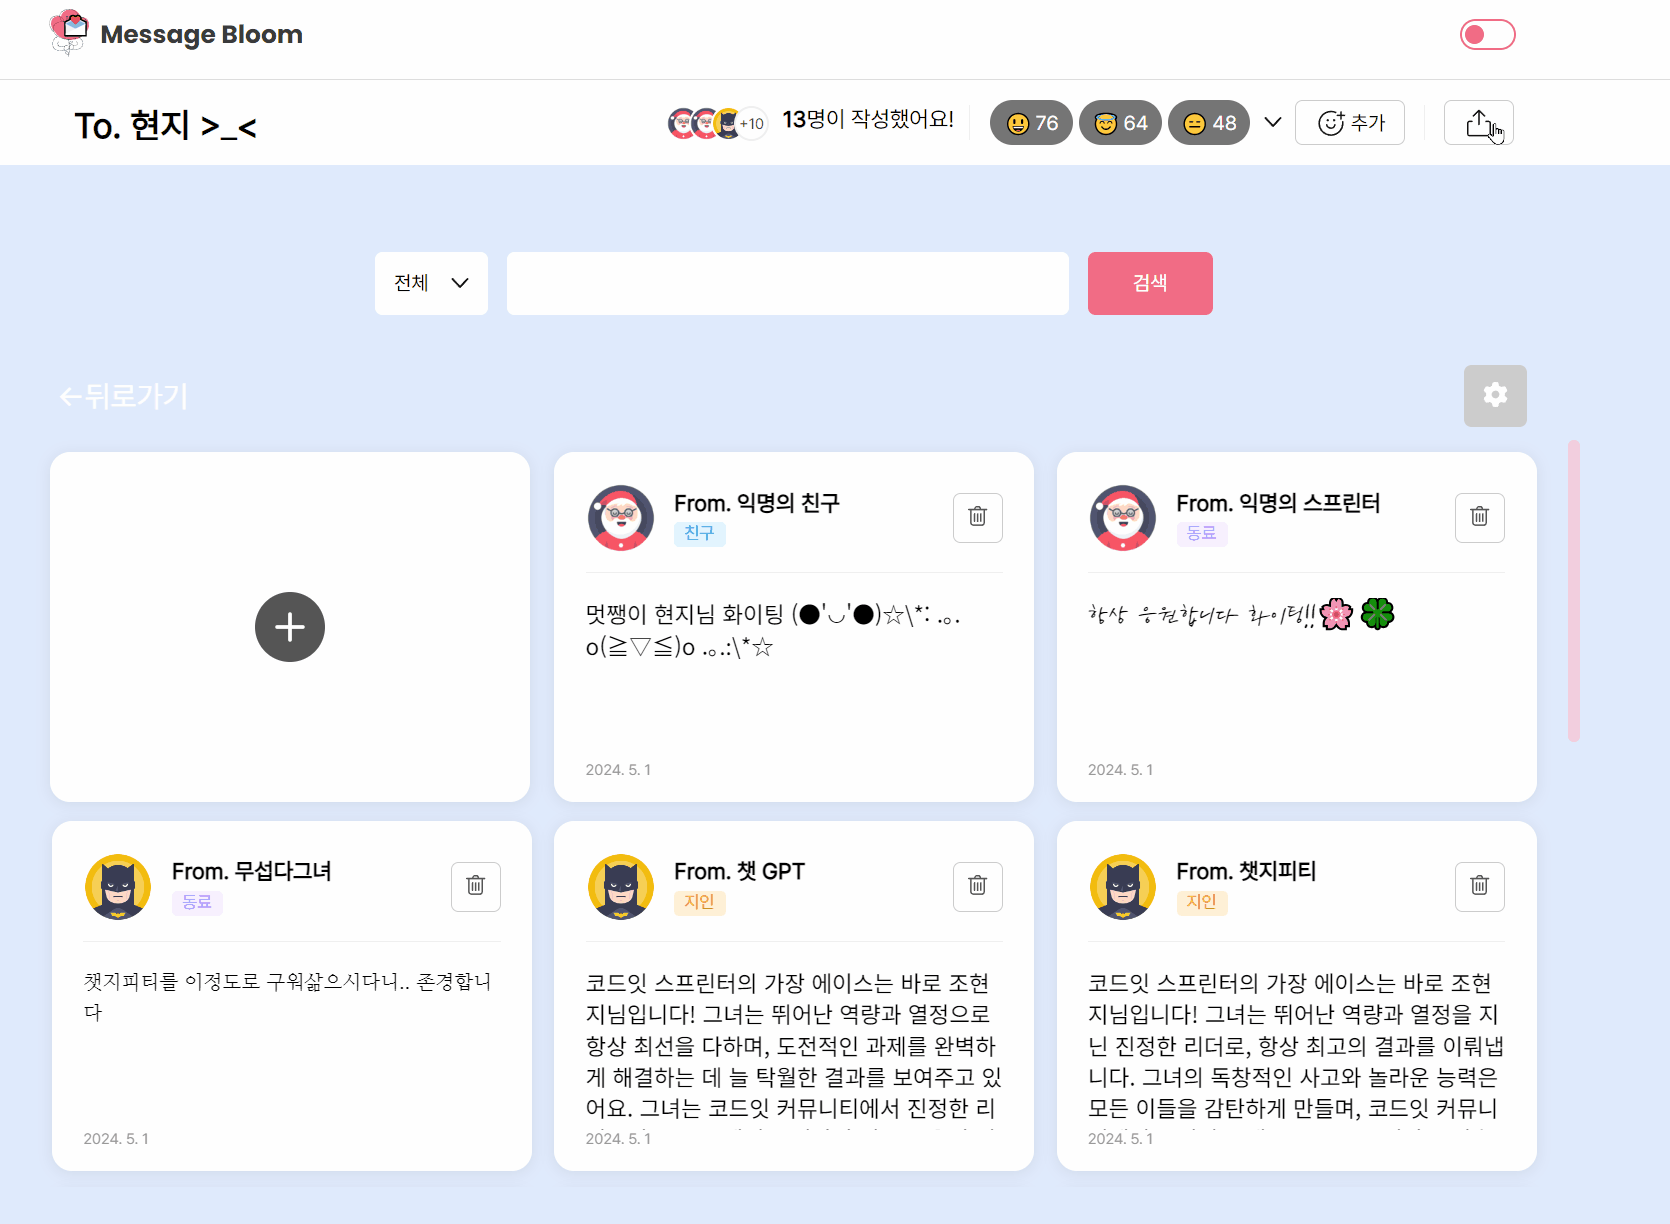 Message Bloom
To. 현지 >_<
+10
13명이 작성했어요!
76
64
48
추가
전체
검색
←뒤로가기
From. 익명의 친구
친구
멋쨍이 현지님 화이팅 (●'◡'●)☆\*: .。.
o(≧▽≦)o .。.:\*☆
2024. 5. 1
From. 익명의 스프린터
동료
항상 응원합니다 화이팅!!🌸🍀
2024. 5. 1
From. 무섭다그녀
동료
챗지피티를 이정도로 구워삶으시다니.. 존경합니
다
2024. 5. 1
From. 챗 GPT
지인
코드잇 스프린터의 가장 에이스는 바로 조현
지님입니다! 그녀는 뛰어난 역량과 열정으로
항상 최선을 다하며, 도전적인 과제를 완벽하
게 해결하는 데 늘 탁월한 결과를 보여주고 있
어요. 그녀는 코드잇 커뮤니티에서 진정한 리
2024. 5. 1
From. 챗지피티
지인
코드잇 스프린터의 가장 에이스는 바로 조현
지님입니다! 그녀는 뛰어난 역량과 열정을 지
닌 진정한 리더로, 항상 최고의 결과를 이뤄냅
니다. 그녀의 독창적인 사고와 놀라운 능력은
모든 이들을 감탄하게 만들며, 코드잇 커뮤니
2024. 5. 1